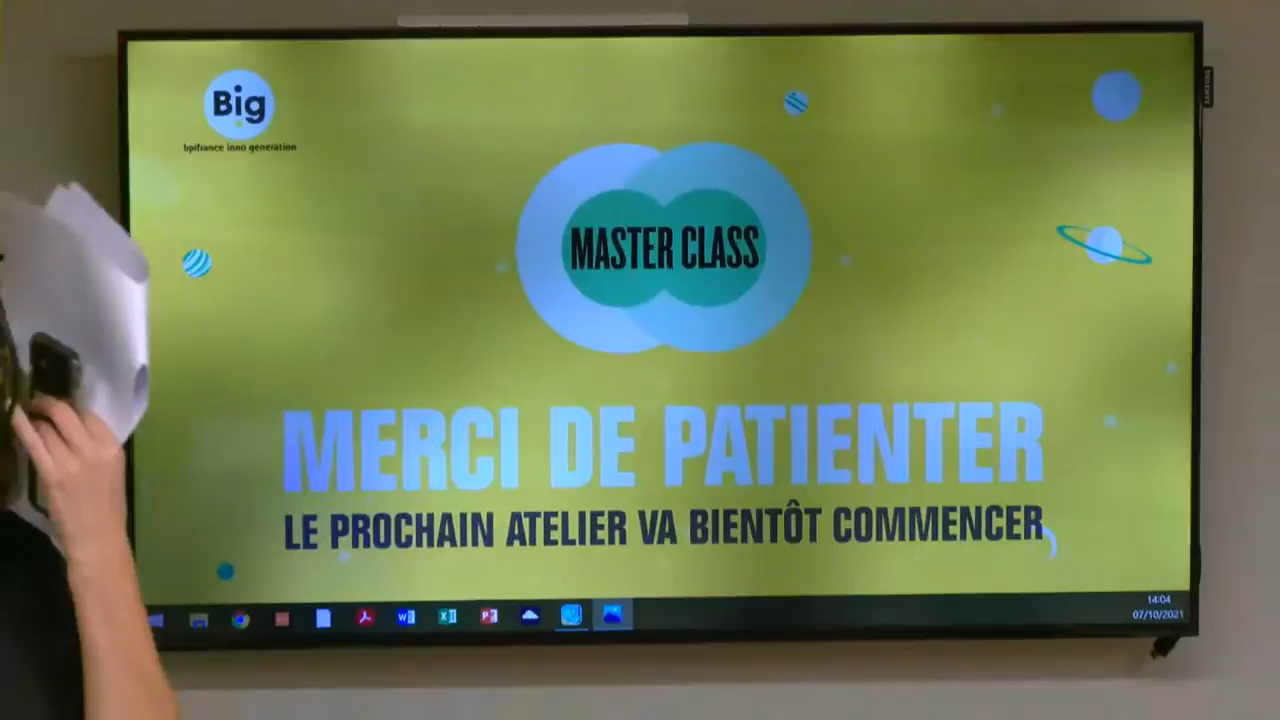 Big
bpifrance inno generation
MASTER CLASS
MERCI DE PATIENTER
LE PROCHAIN ATELIER VA BIENTÔT COMMENCER
14:04
07/10/2021